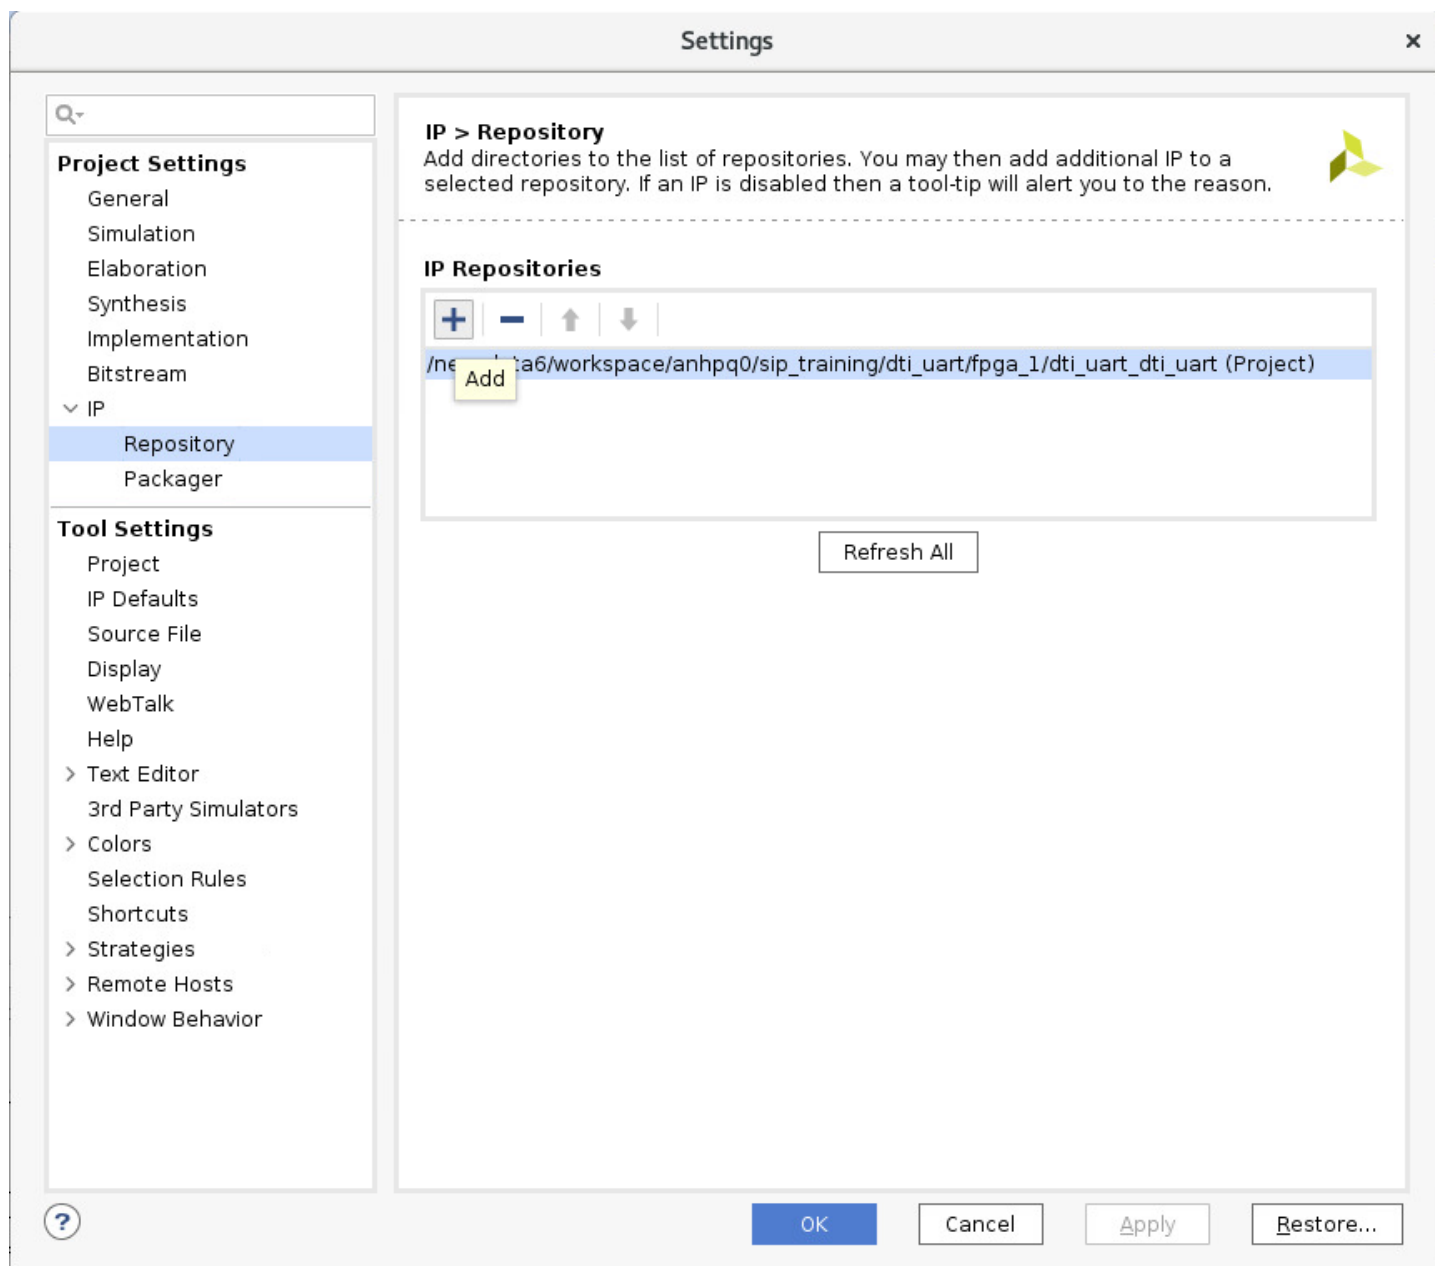 Settings
Project Settings
General
Simulation
Elaboration
Synthesis
Implementation
Bitstream
IP
Repository
Packager
Tool Settings
Project
IP Defaults
Source File
Display
WebTalk
Help
Text Editor
3rd Party Simulators
Colors
Selection Rules
Shortcuts
Strategies
Remote Hosts
Window Behavior
IP > Repository
Add directories to the list of repositories. You may then add additional IP to a
selected repository. If an IP is disabled then a tool-tip will alert you to the reason.
IP Repositories
ta6/workspace/anhpq0/sip_training/dti_uart/fpga_1/dti_uart_dti_uart (Project)
Add
Refresh All
?
OK
Cancel
Apply
Restore...